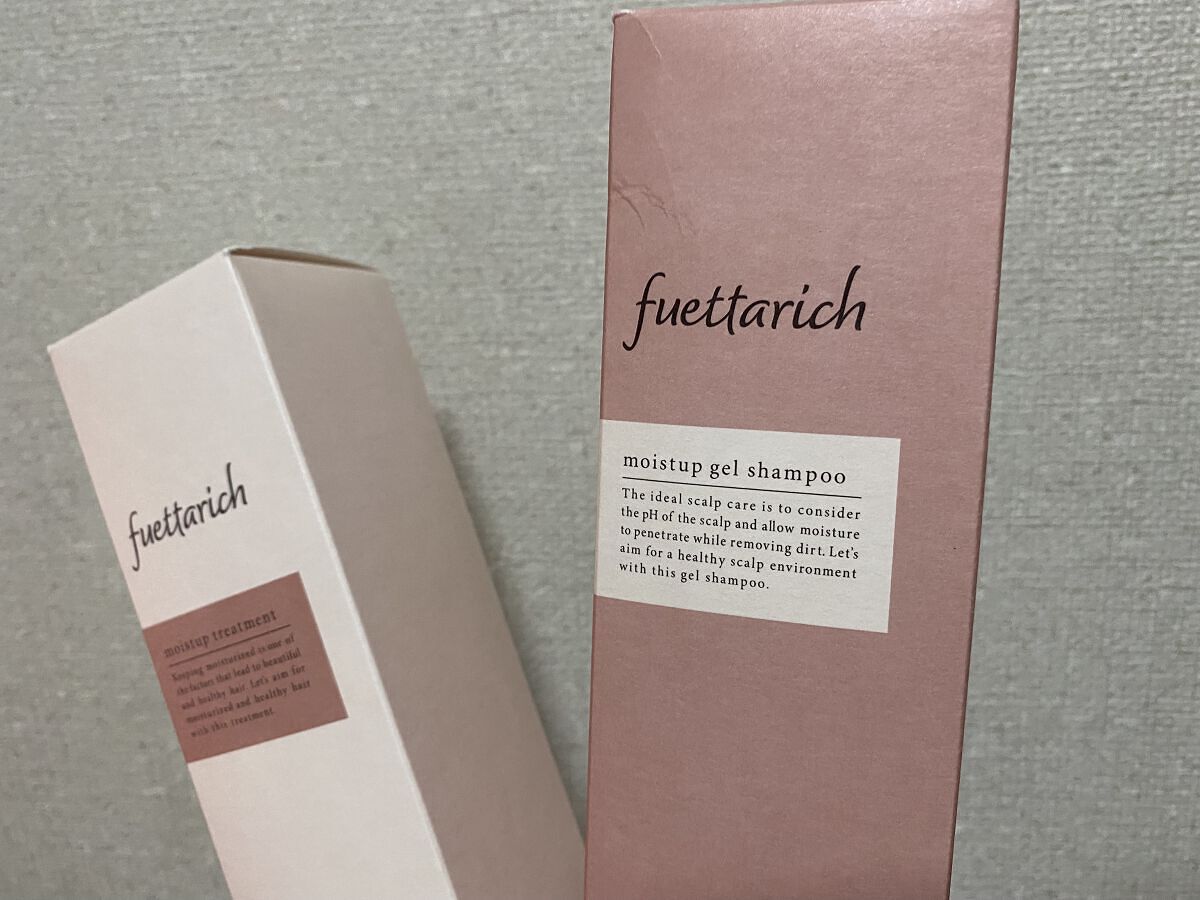 fuettarich
moistup treatment
Keeping moisturized is one of
the factors that lead to beautiful
and healthy hair. Let's aim for
moisturized and healthy hair
with this treatment.
fuettarich
moistup gel shampoo
The ideal scalp care is to consider
the pH of the scalp and allow moisture
to penetrate while removing dirt. Let's
aim for a healthy scalp environment
with this gel shampoo.